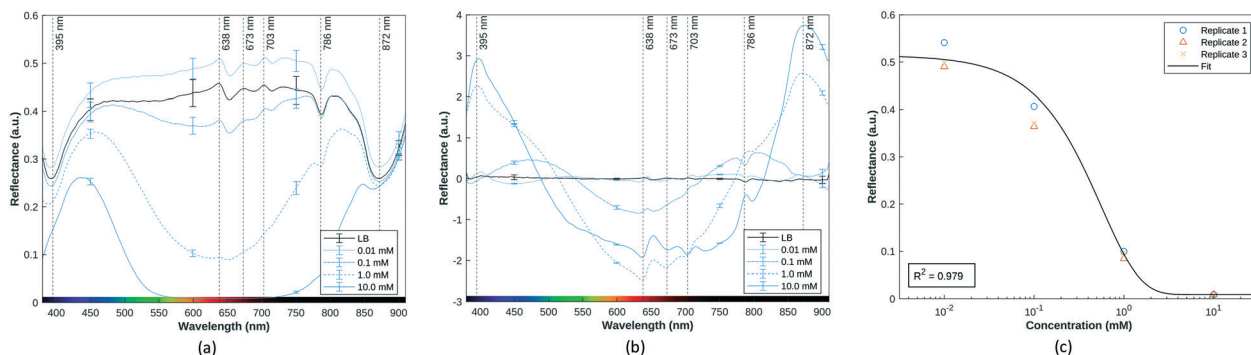 395 nm
638 nm
673 nm
703 nm
786 nm
872 nm
Reflectance (a.u.)
0.6
0.5
0.4
0.3
0.2
0.1
0
LB
0.01 mM
0.1 mM
1.0 mM
10.0 mM
400 450 500 550 600 650 700 750 800 850 900
Wavelength (nm)
(a)
395 nm
638 nm
673 nm
703 nm
786 nm
872 nm
Reflectance (a.u.)
4
3
2
1
0
-1
-2
-3
LB
0.01 mM
0.1 mM
1.0 mM
10.0 mM
400 450 500 550 600 650 700 750 800 850 900
Wavelength (nm)
(b)
Reflectance (a.u.)
0.6
0.5
0.4
0.3
0.2
0.1
0
Replicate 1
Replicate 2
Replicate 3
Fit
R² = 0.979
10⁻² 10⁻¹ 10⁰ 10¹
Concentration (mM)
(c)